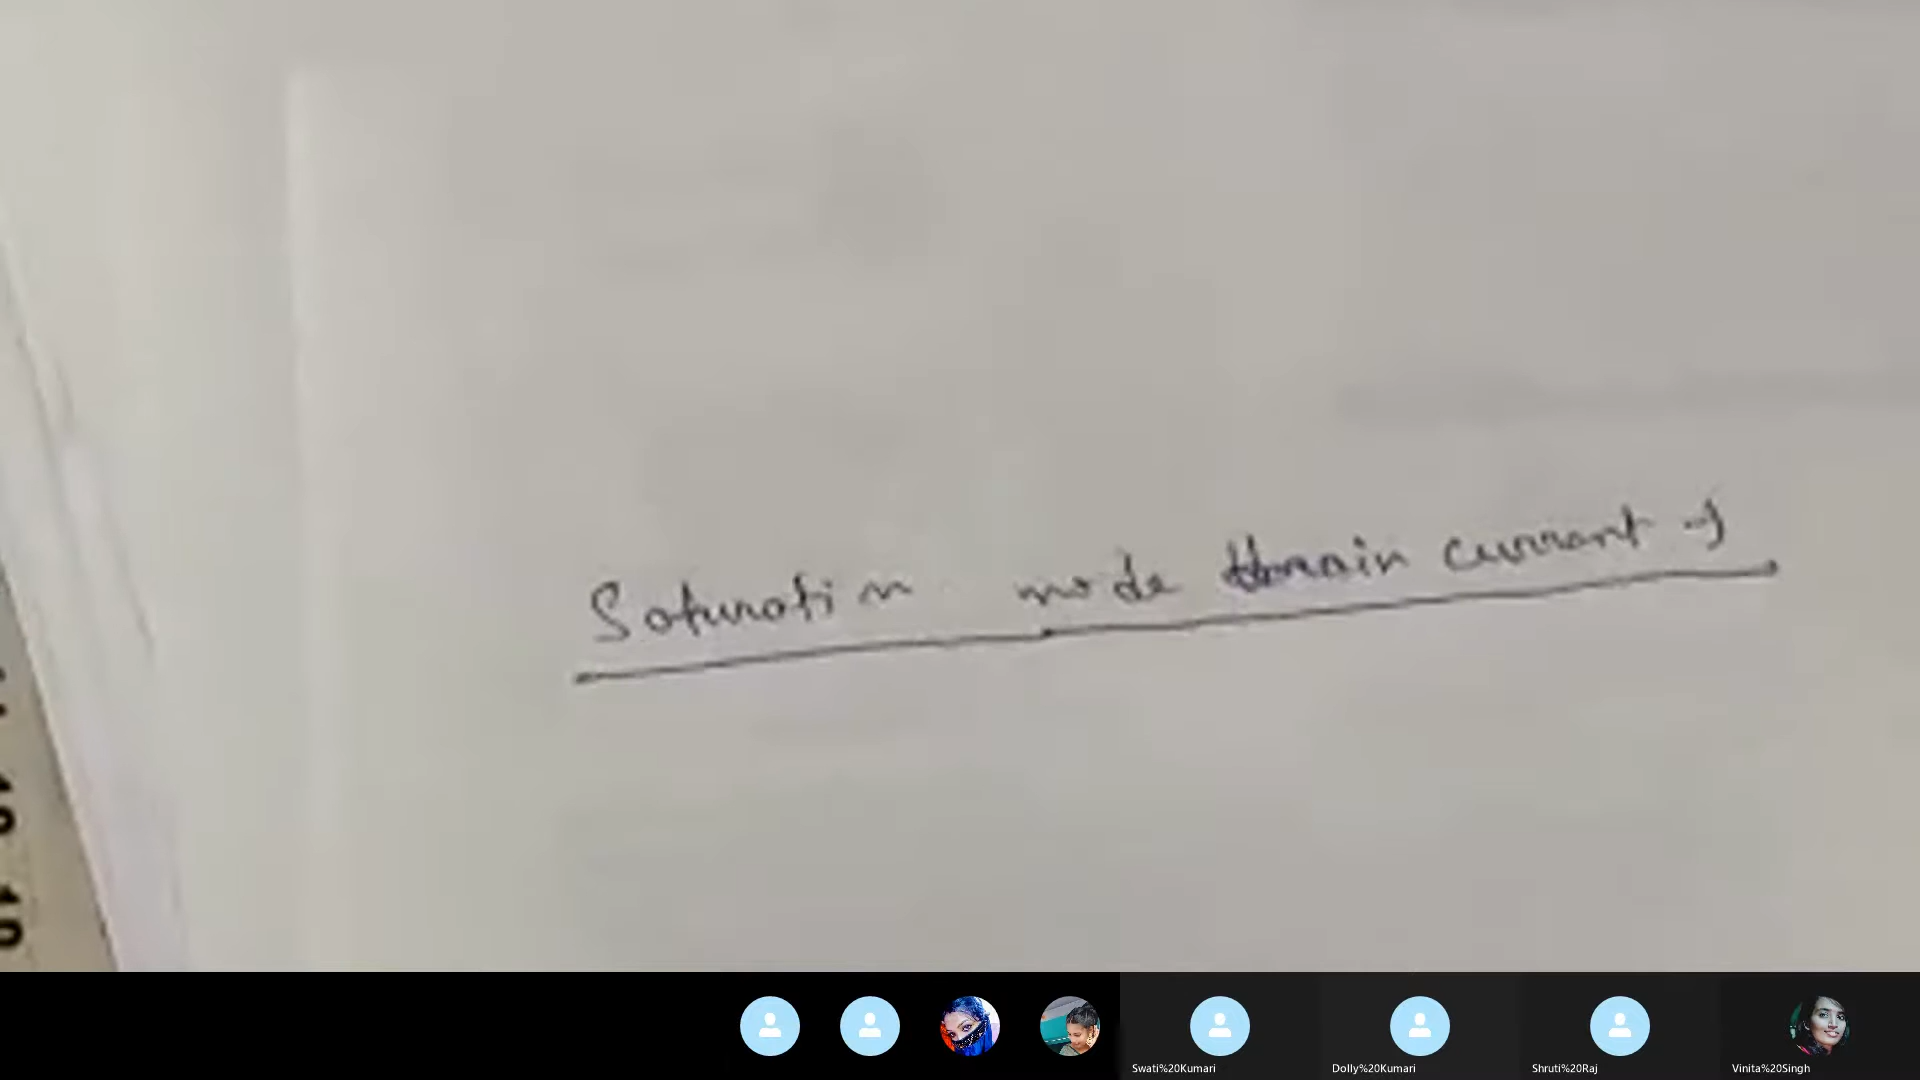 Saturation mode drain current →
Swati%20Kumari
Dolly%20Kumari
Shruti%20Raj
Vinita%20Singh